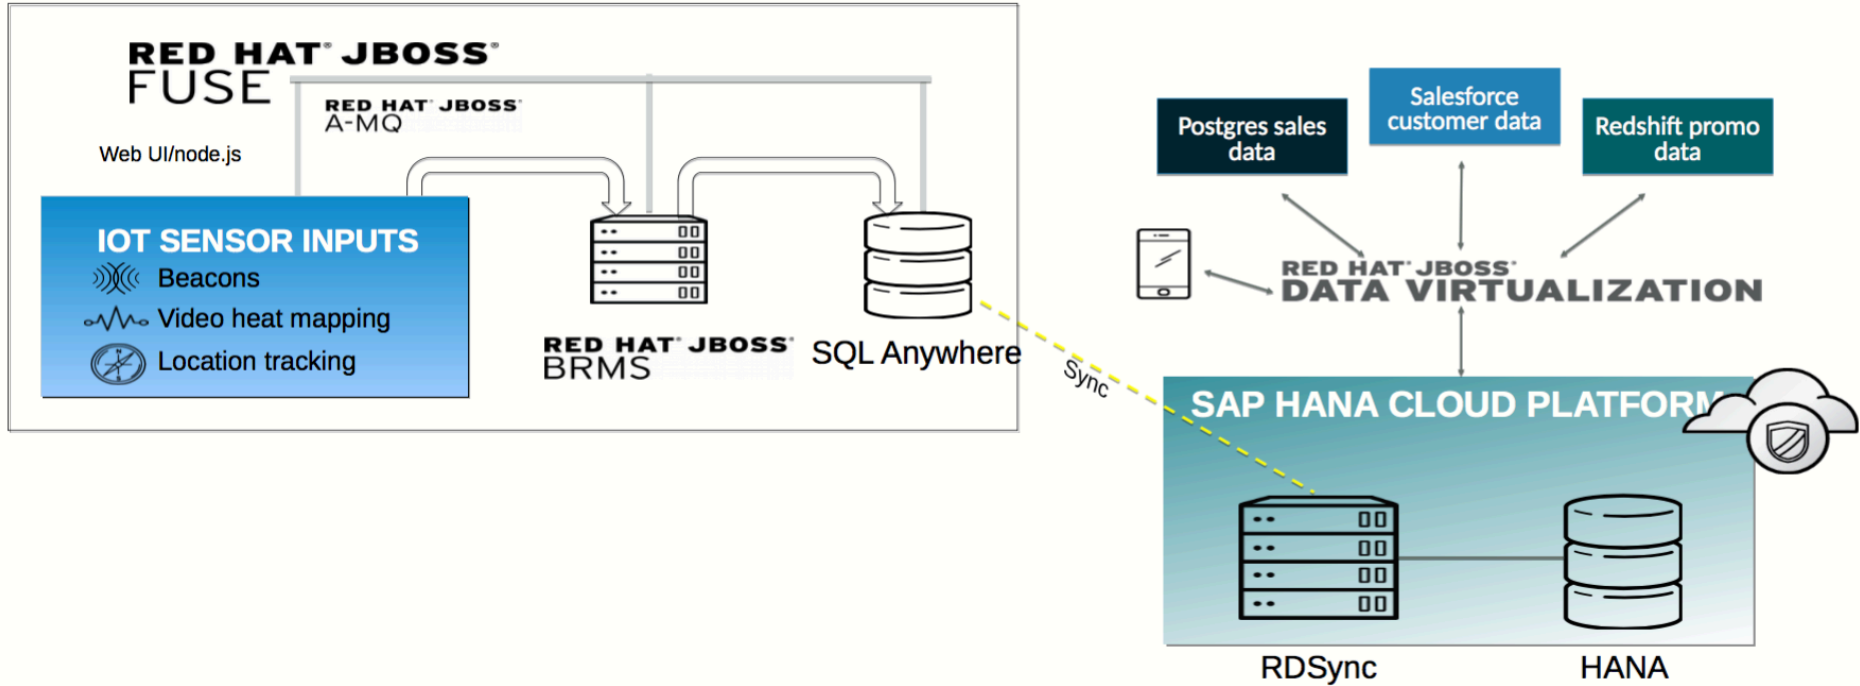 RED HAT® JBOSS®
FUSE
RED HAT® JBOSS®
A-MQ
Web UI/node.js
IOT SENSOR INPUTS
Beacons
Video heat mapping
N
S
Location tracking
RED HAT® JBOSS®
BRMS
SQL Anywhere
Sync
Postgres sales
data
Salesforce
customer data
Redshift promo
data
RED HAT® JBOSS®
DATA VIRTUALIZATION
SAP HANA CLOUD PLATFORM
RDSync
HANA